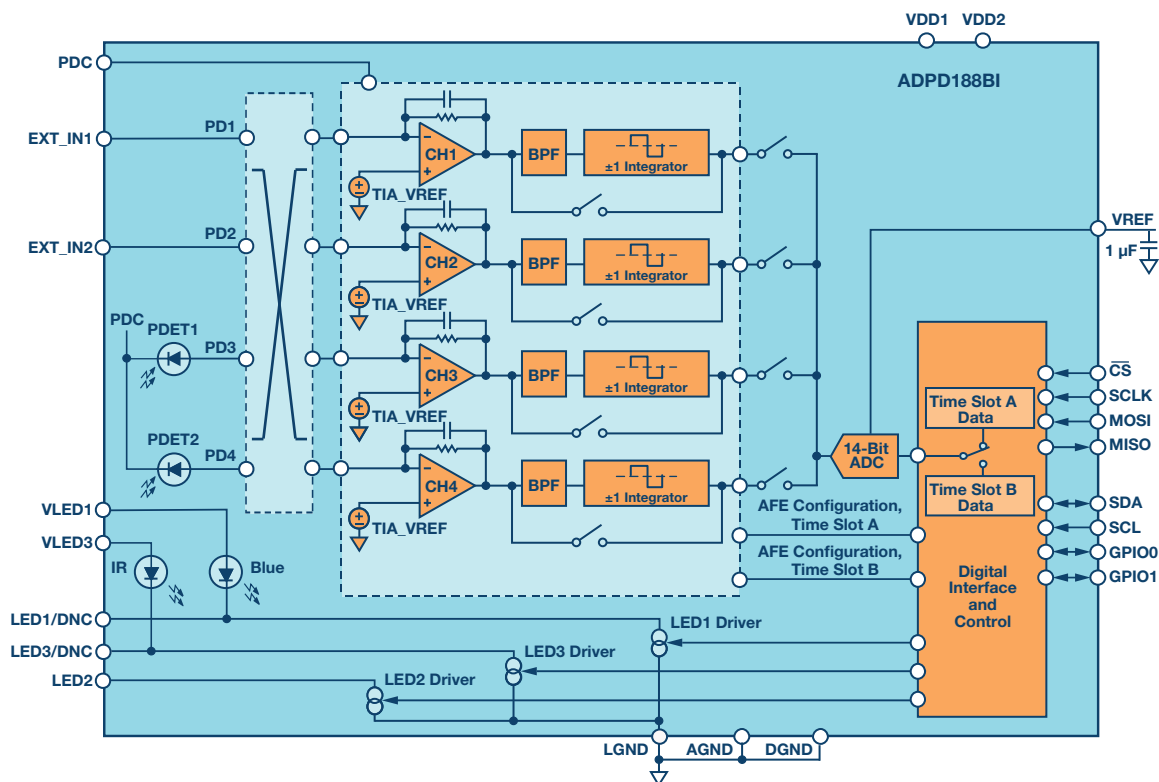 VDD1 VDD2
PDC
ADPD188BI
EXT_IN1
PD1
CH1
BPF
±1 Integrator
TIA_VREF
EXT_IN2
PD2
CH2
BPF
±1 Integrator
TIA_VREF
VREF
1 µF
PDC
PDET1
PD3
CH3
BPF
±1 Integrator
TIA_VREF
PDET2
PD4
CH4
BPF
±1 Integrator
TIA_VREF
14-Bit
ADC
Time Slot A
Data
Time Slot B
Data
CS
SCLK
MOSI
MISO
SDA
SCL
GPIO0
GPIO1
AFE Configuration,
Time Slot A
AFE Configuration,
Time Slot B
Digital
Interface
and
Control
VLED1
VLED3
IR
Blue
LED1/DNC
LED1 Driver
LED3/DNC
LED3 Driver
LED2
LED2 Driver
LGND
AGND
DGND